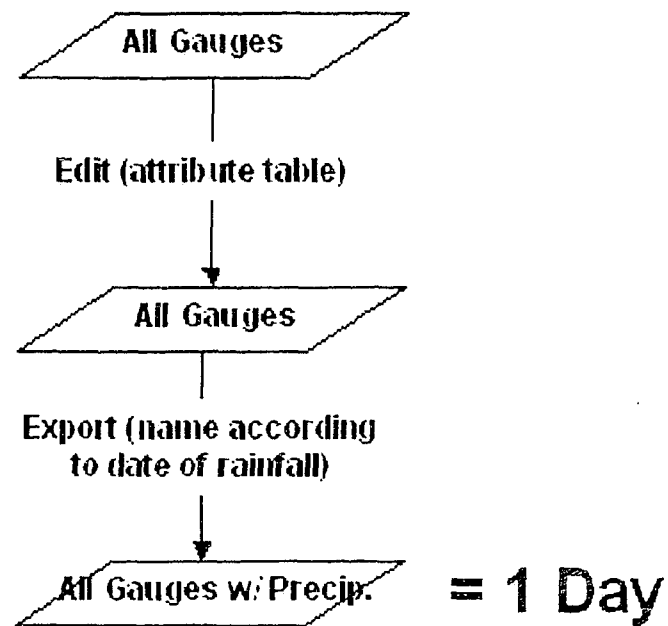 All Gauges
Edit (attribute table)
All Gauges
Export (name according
to date of rainfall)
All Gauges w/ Precip. = 1 Day